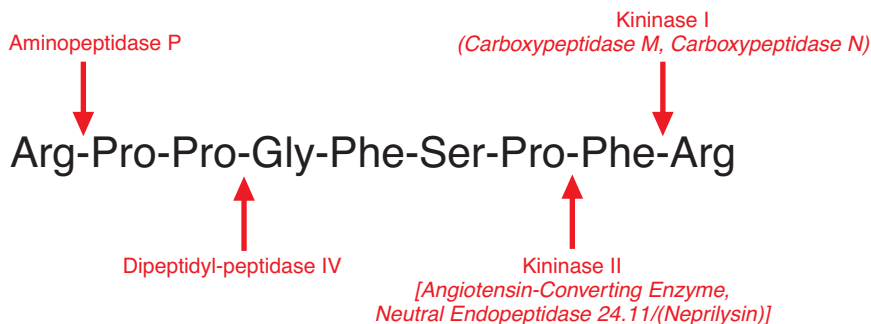 Kininase I
Aminopeptidase P
(Carboxypeptidase M, Carboxypeptidase N)
Arg-Pro-Pro-Gly-Phe-Ser-Pro-Phe-Arg
Dipeptidyl-peptidase IV
Kininase II
[Angiotensin-Converting Enzyme,
Neutral Endopeptidase 24.11/(Neprilysin)]